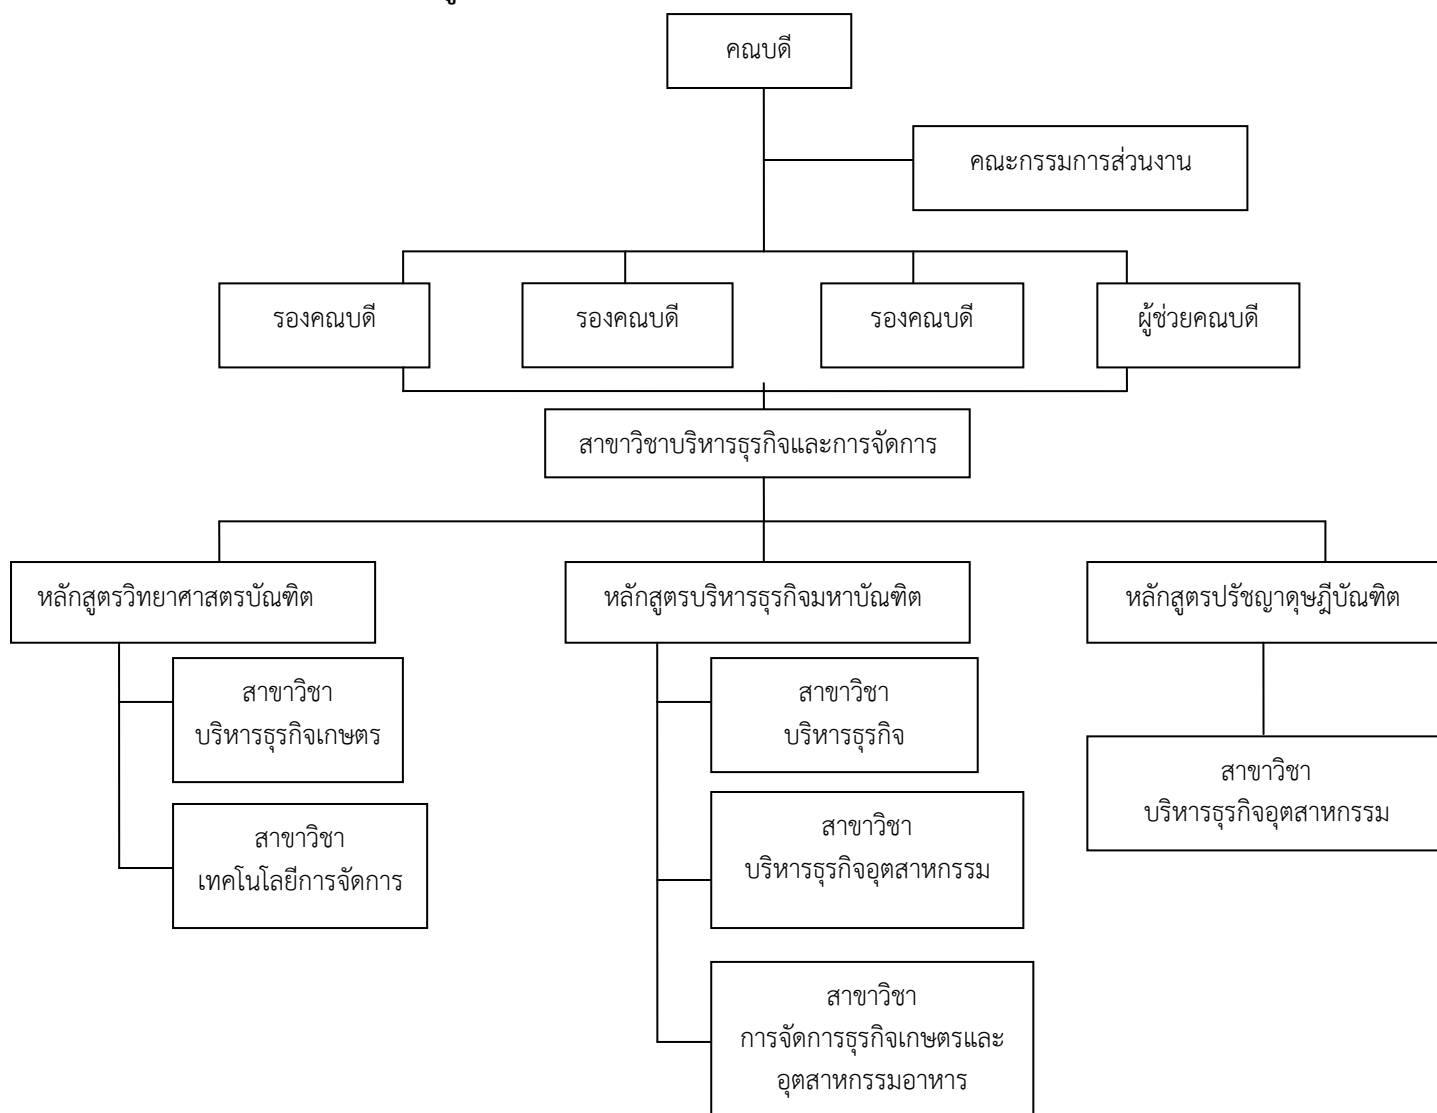 คณบดี
คณะกรรมการส่วนงาน
รองคณบดี
รองคณบดี
รองคณบดี
ผู้ช่วยคณบดี
สาขาวิชาบริหารธุรกิจและการจัดการ
หลักสูตรวิทยาศาสตรบัณฑิต
หลักสูตรบริหารธุรกิจมหาบัณฑิต
หลักสูตรปรัชญาดุษฎีบัณฑิต
สาขาวิชา
บริหารธุรกิจเกษตร
สาขาวิชา
เทคโนโลยีการจัดการ
สาขาวิชา
บริหารธุรกิจ
สาขาวิชา
บริหารธุรกิจอุตสาหกรรม
สาขาวิชา
การจัดการธุรกิจเกษตรและ
อุตสาหกรรมอาหาร
สาขาวิชา
บริหารธุรกิจอุตสาหกรรม